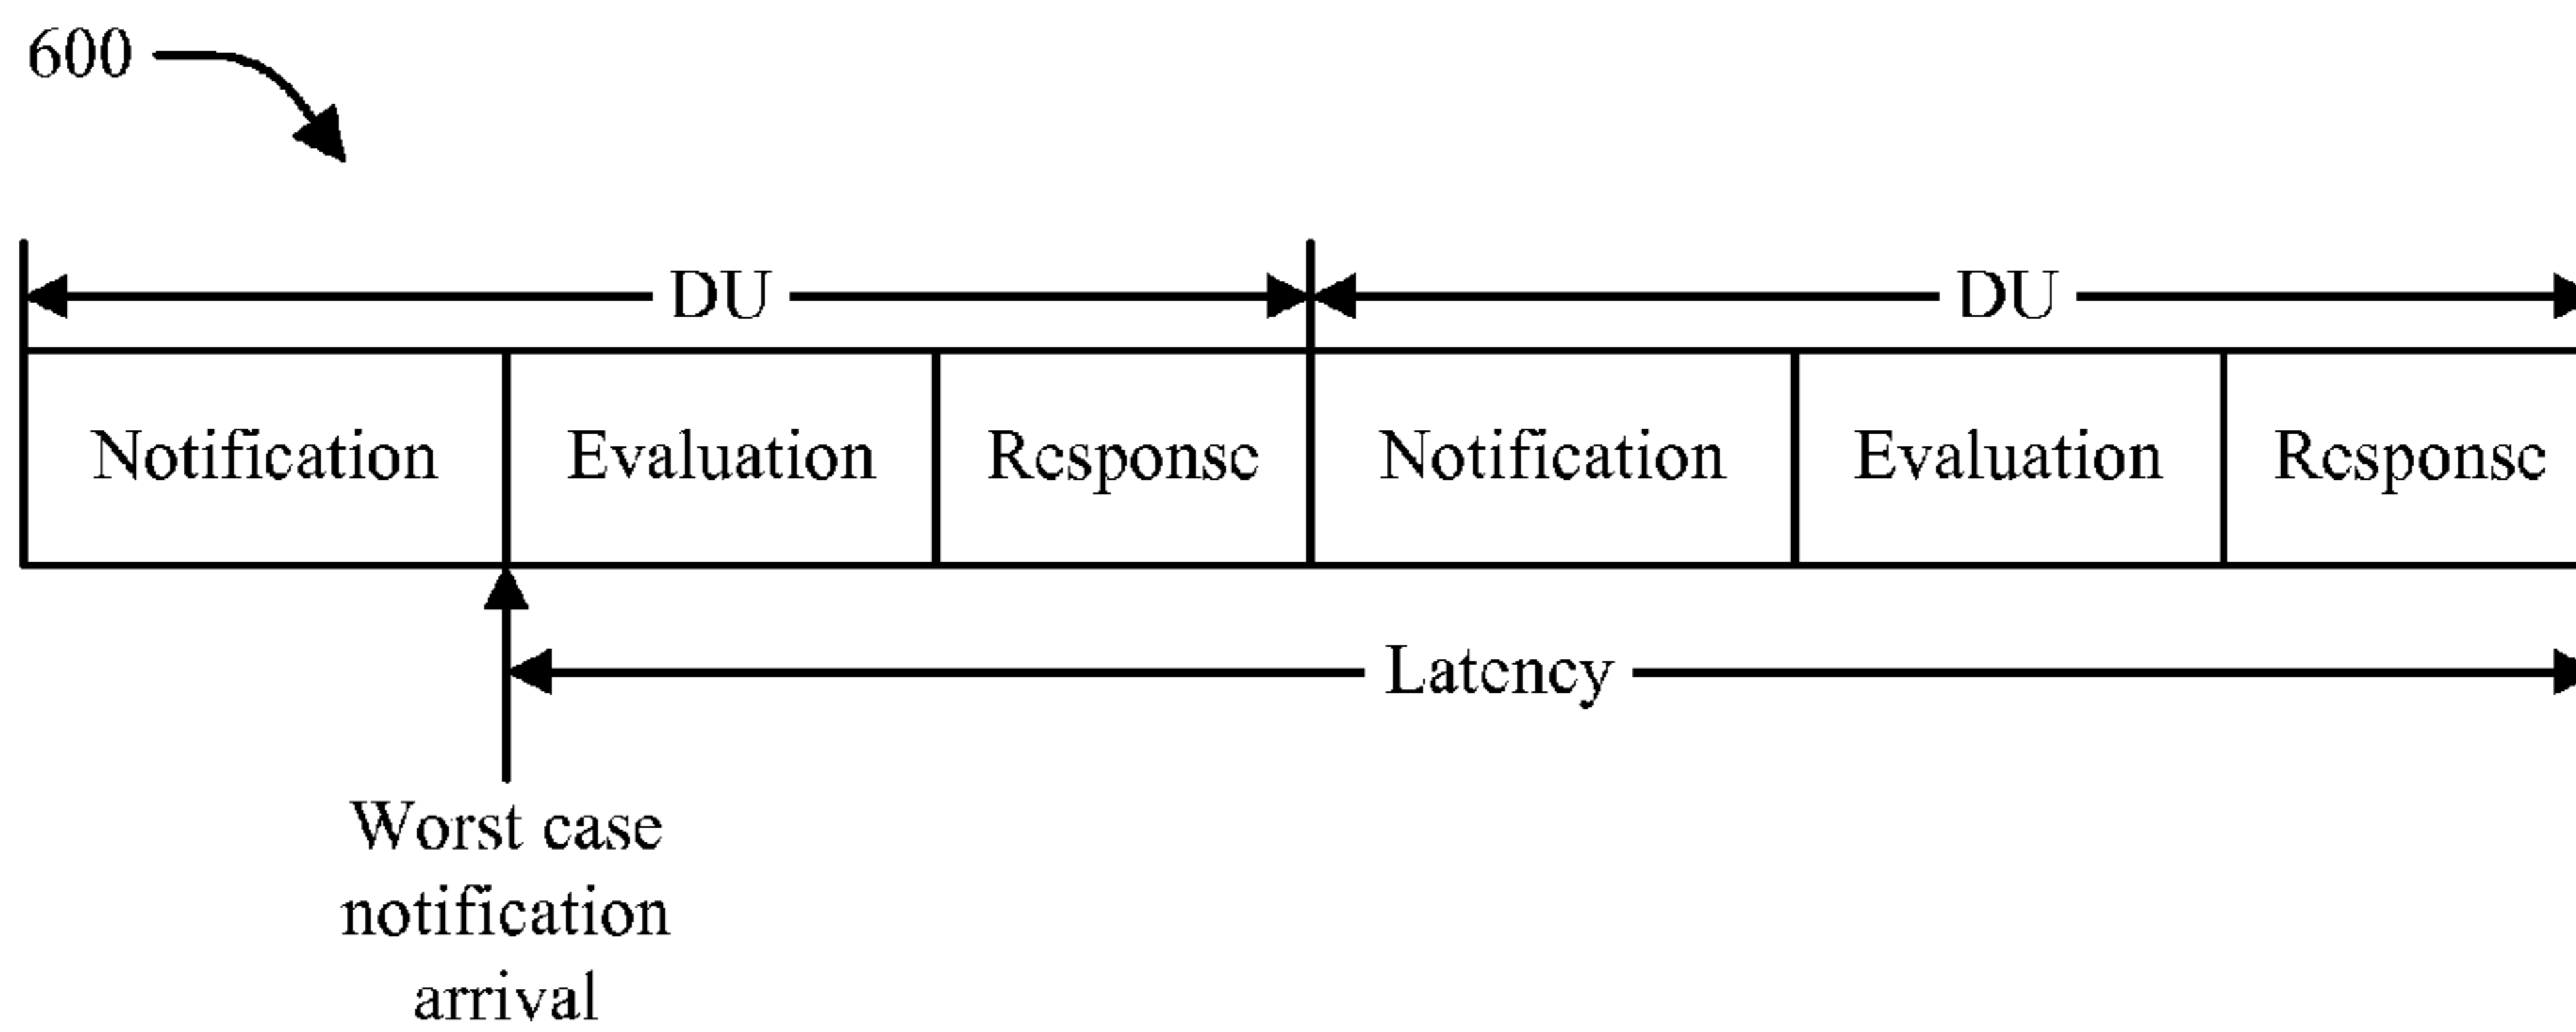 600
DU DU
Notification Evaluation Response Notification Evaluation Response
Latency
Worst case
notification
arrival